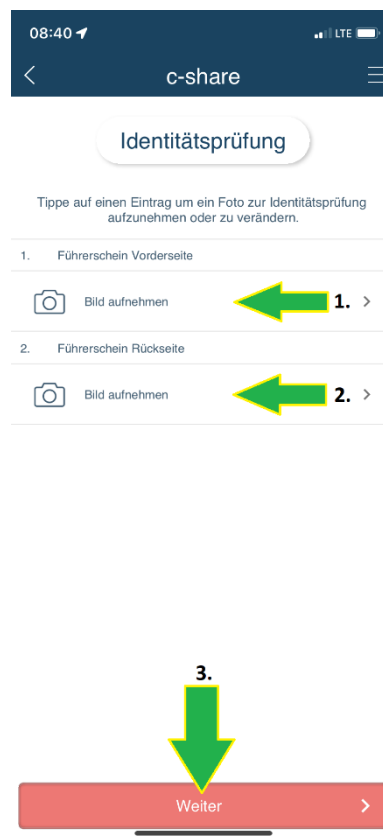 08:40 LTE
c-share
Identitätsprüfung
Tippe auf einen Eintrag um ein Foto zur Identitätsprüfung
aufzunehmen oder zu verändern.
1. Führerschein Vorderseite
Bild aufnehmen 1.
2. Führerschein Rückseite
Bild aufnehmen 2.
3.
Weiter